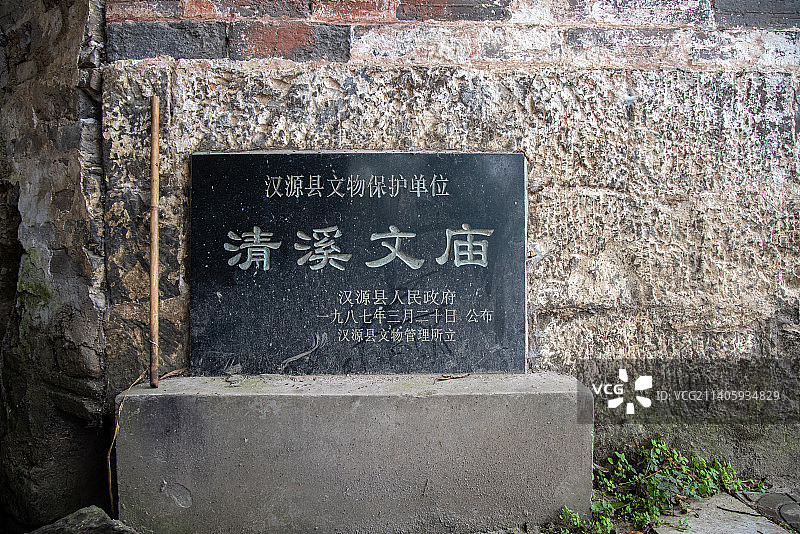 汉源县文物保护单位
清溪文庙
汉源县人民政府
一九八七年三月二十日 公布
汉源县文物管理所立
VCG
VCG211405934829